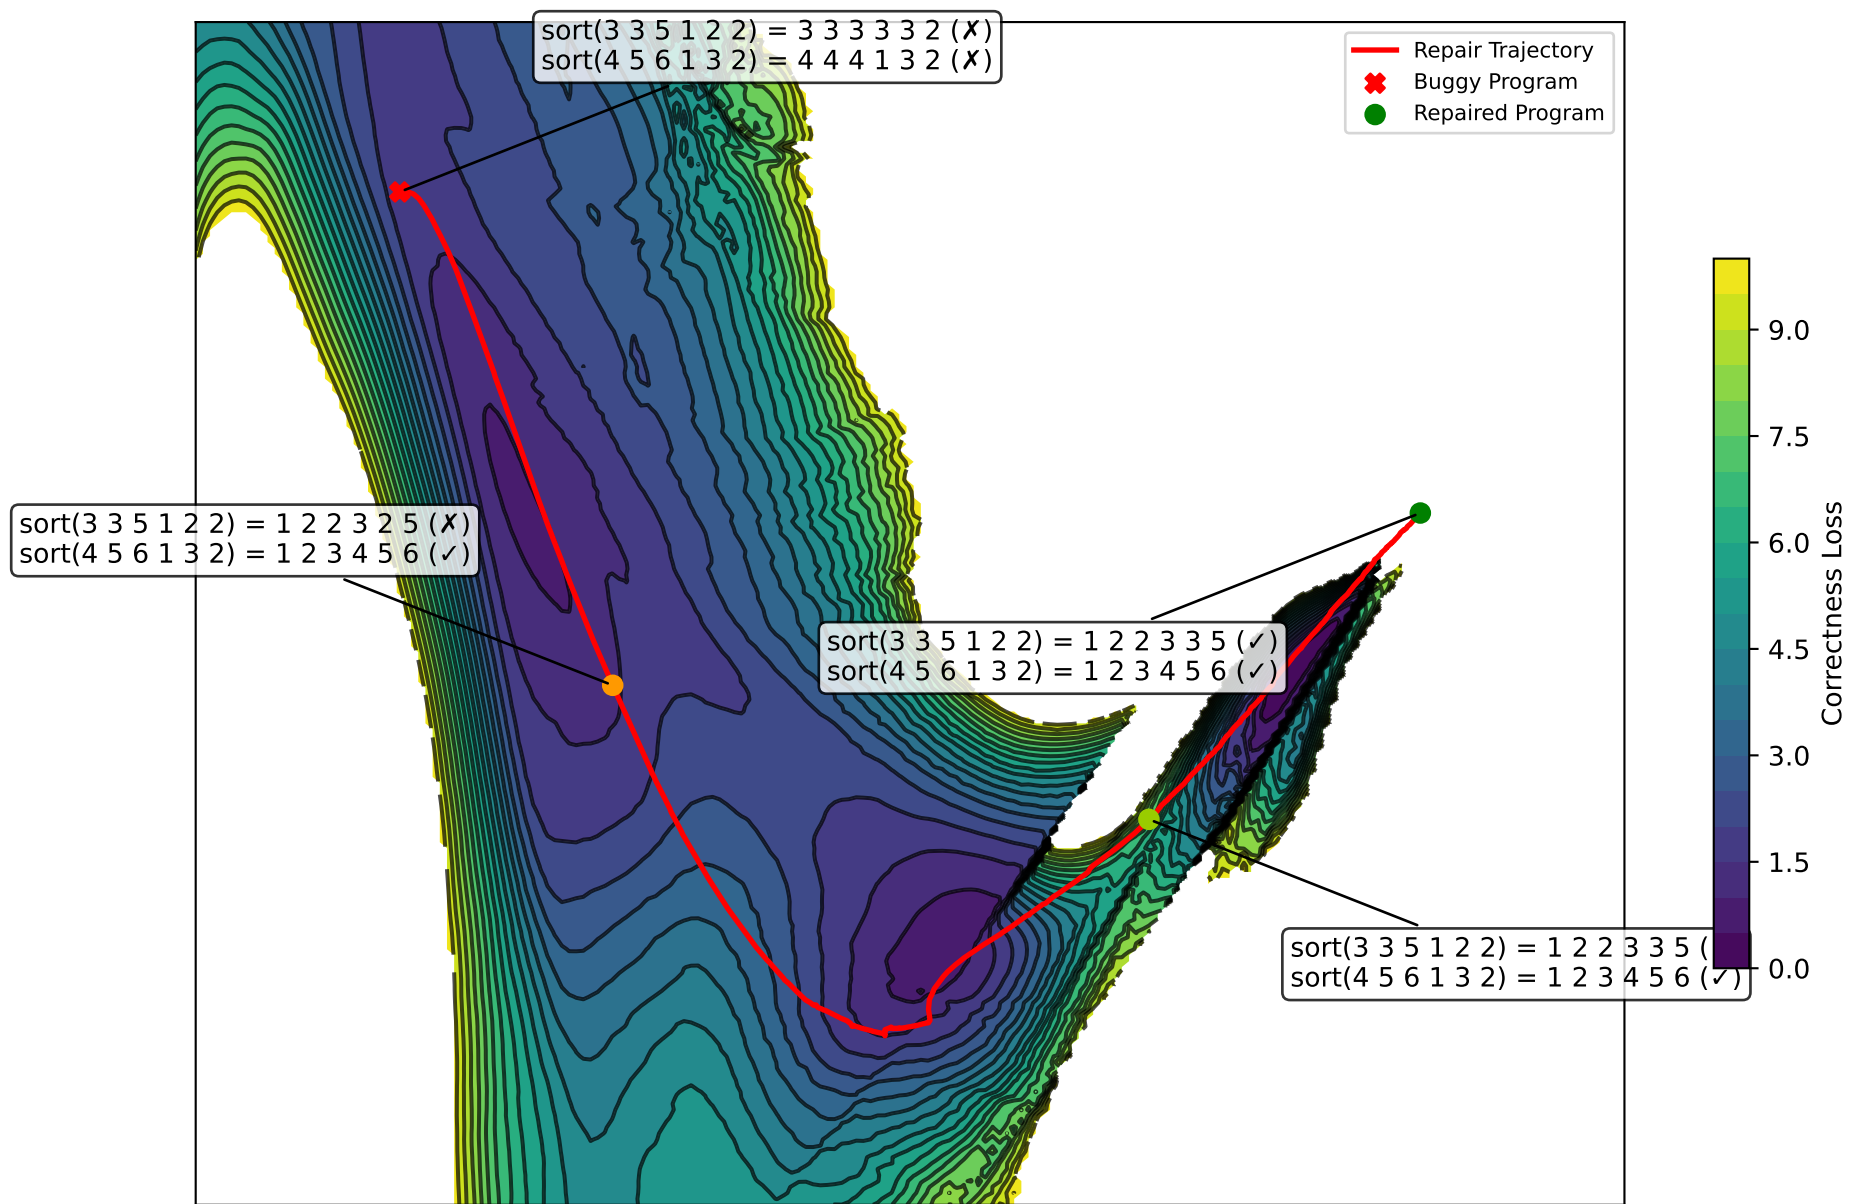 sort(3 3 5 1 2 2) = 3 3 3 3 3 2 (✗)
sort(4 5 6 1 3 2) = 4 4 4 1 3 2 (✗)
Repair Trajectory
Buggy Program
Repaired Program
sort(3 3 5 1 2 2) = 1 2 2 3 2 5 (✗)
sort(4 5 6 1 3 2) = 1 2 3 4 5 6 (✓)
sort(3 3 5 1 2 2) = 1 2 2 3 3 5 (✓)
sort(4 5 6 1 3 2) = 1 2 3 4 5 6 (✓)
sort(3 3 5 1 2 2) = 1 2 2 3 3 5 (
sort(4 5 6 1 3 2) = 1 2 3 4 5 6 (✓)
9.0
7.5
6.0
4.5
3.0
1.5
0.0
Correctness Loss